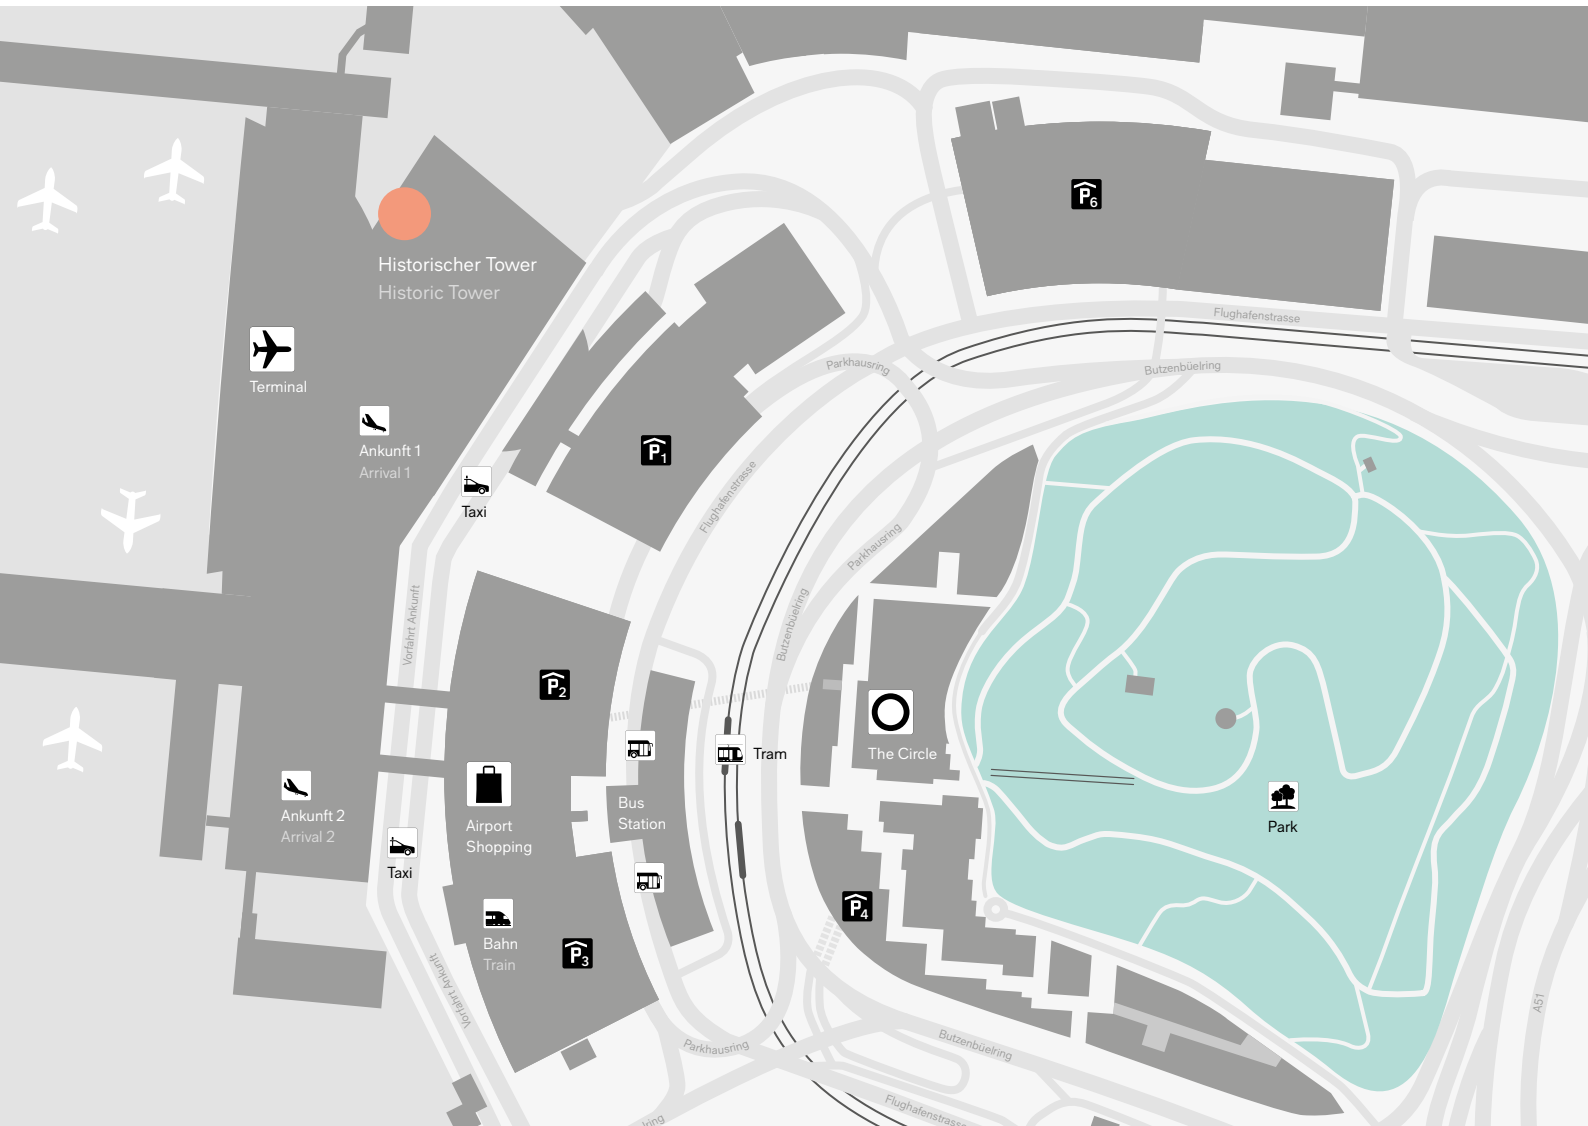 P6
Historischer Tower
Historic Tower
Flughafenstrasse
Parkhausring
Butzenbüelring
Terminal
Ankunft 1
Arrival 1
P1
Taxi
Flughafenstrasse
Parkhausring
Vorfahrt Ankunft
Butzenbüelring
P2
The Circle
Tram
Ankunft 2
Arrival 2
Airport
Shopping
Bus
Station
Park
Taxi
P4
Bahn
Train
P3
Vorfahrt Ankunft
A51
Parkhausring
Butzenbüelring
Flughafenstrasse